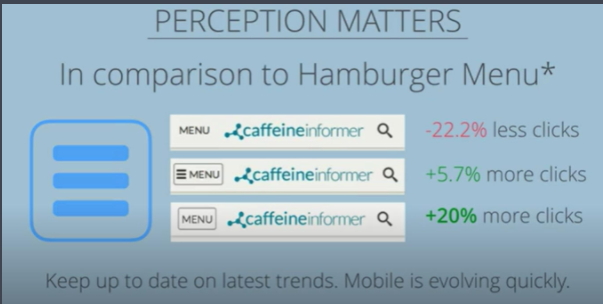 PERCEPTION MATTERS
In comparison to Hamburger Menu*
MENU caffeineinformer -22.2% less clicks
MENU caffeineinformer +5.7% more clicks
MENU caffeineinformer +20% more clicks
Keep up to date on latest trends. Mobile is evolving quickly.